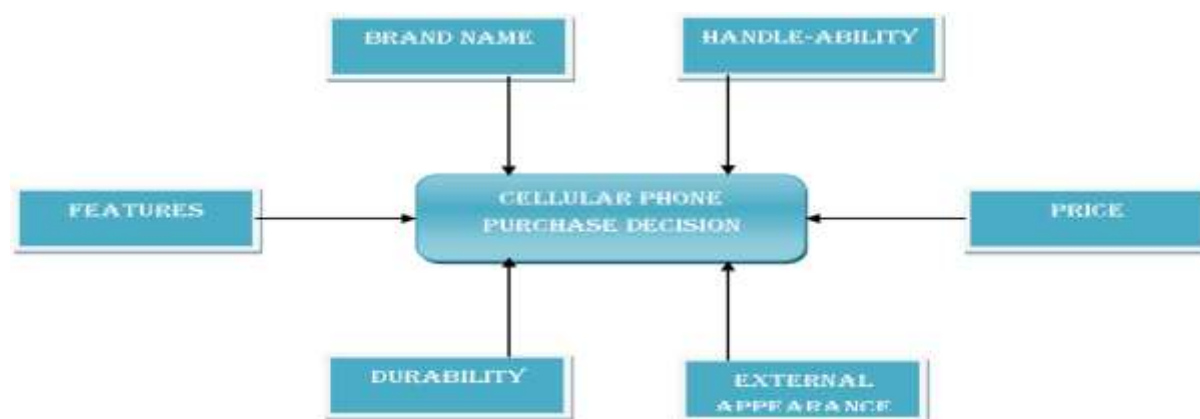 BRAND NAME
HANDLE-ABILITY
CELLULAR PHONE
PURCHASE DECISION
FEATURES
PRICE
DURABILITY
EXTERNAL
APPEARANCE